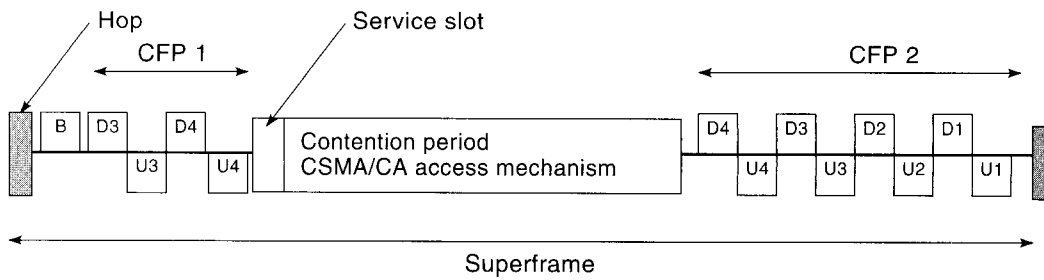 Hop
Service slot
CFP 1
CFP 2
B
D3
D4
U3
U4
Contention period
CSMA/CA access mechanism
D4
D3
D2
D1
U4
U3
U2
U1
Superframe